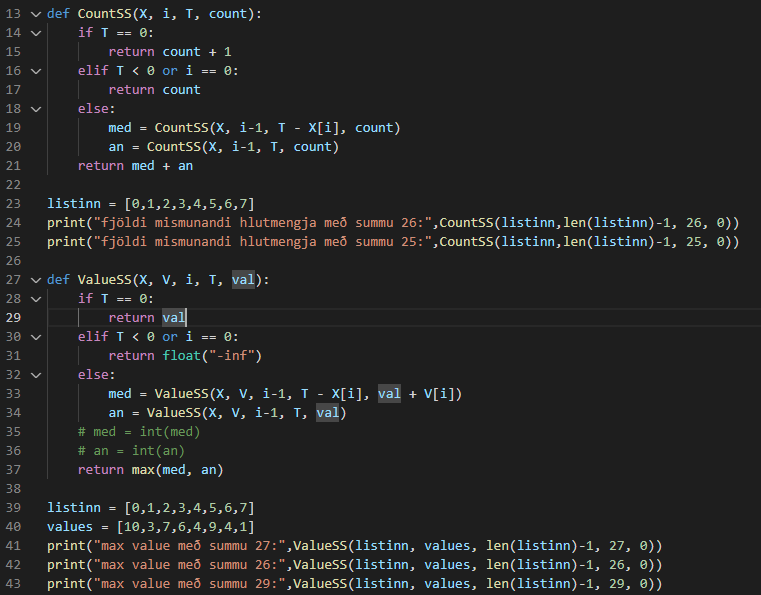 13 def CountSS(X, i, T, count):
14     if T == 0:
15         return count + 1
16     elif T < 0 or i == 0:
17         return count
18     else:
19         med = CountSS(X, i-1, T - X[i], count)
20         an = CountSS(X, i-1, T, count)
21     return med + an
22
23 listinn = [0,1,2,3,4,5,6,7]
24 print("fjöldi mismunandi hlutmengja með summu 26:",CountSS(listinn,len(listinn)-1, 26, 0))
25 print("fjöldi mismunandi hlutmengja með summu 25:",CountSS(listinn,len(listinn)-1, 25, 0))
26
27 def ValueSS(X, V, i, T, val):
28     if T == 0:
29         return val
30     elif T < 0 or i == 0:
31         return float("-inf")
32     else:
33         med = ValueSS(X, V, i-1, T - X[i], val + V[i])
34         an = ValueSS(X, V, i-1, T, val)
35     # med = int(med)
36     # an = int(an)
37     return max(med, an)
38
39 listinn = [0,1,2,3,4,5,6,7]
40 values = [10,3,7,6,4,9,4,1]
41 print("max value með summu 27:",ValueSS(listinn, values, len(listinn)-1, 27, 0))
42 print("max value með summu 26:",ValueSS(listinn, values, len(listinn)-1, 26, 0))
43 print("max value með summu 29:",ValueSS(listinn, values, len(listinn)-1, 29, 0))